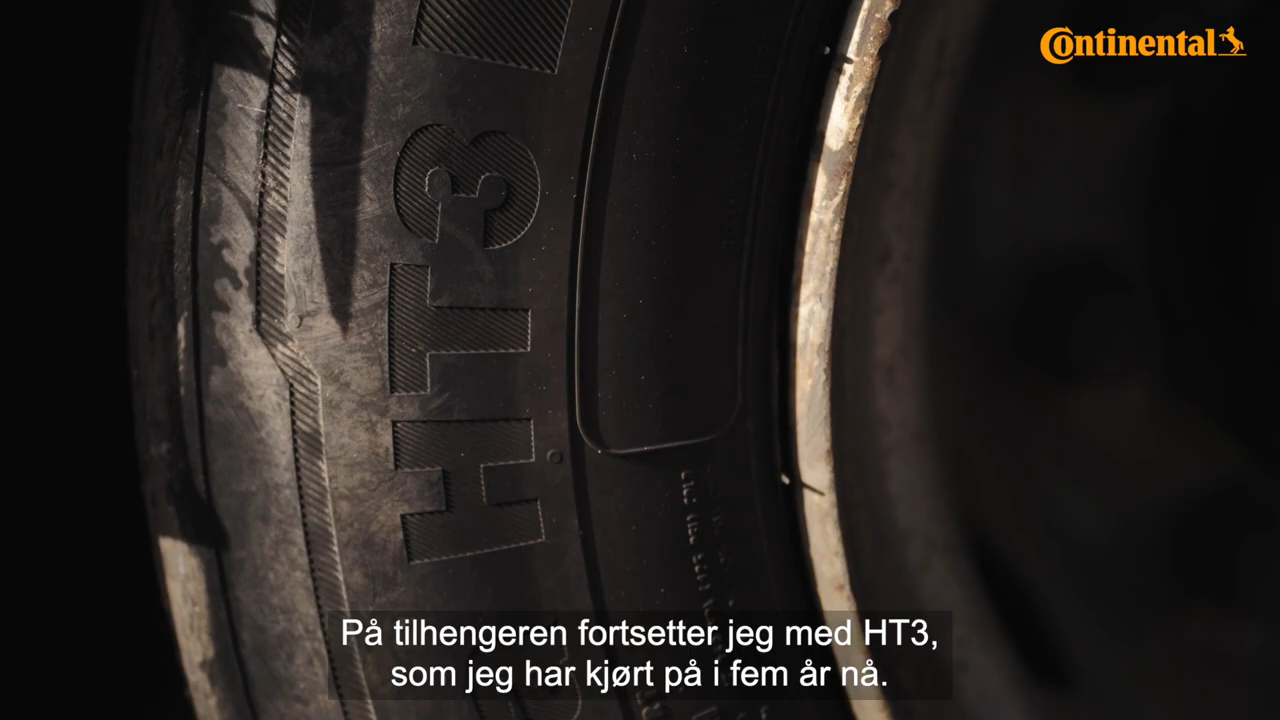 Continental
HT3
På tilhengeren fortsetter jeg med HT3,
som jeg har kjørt på i fem år nå.